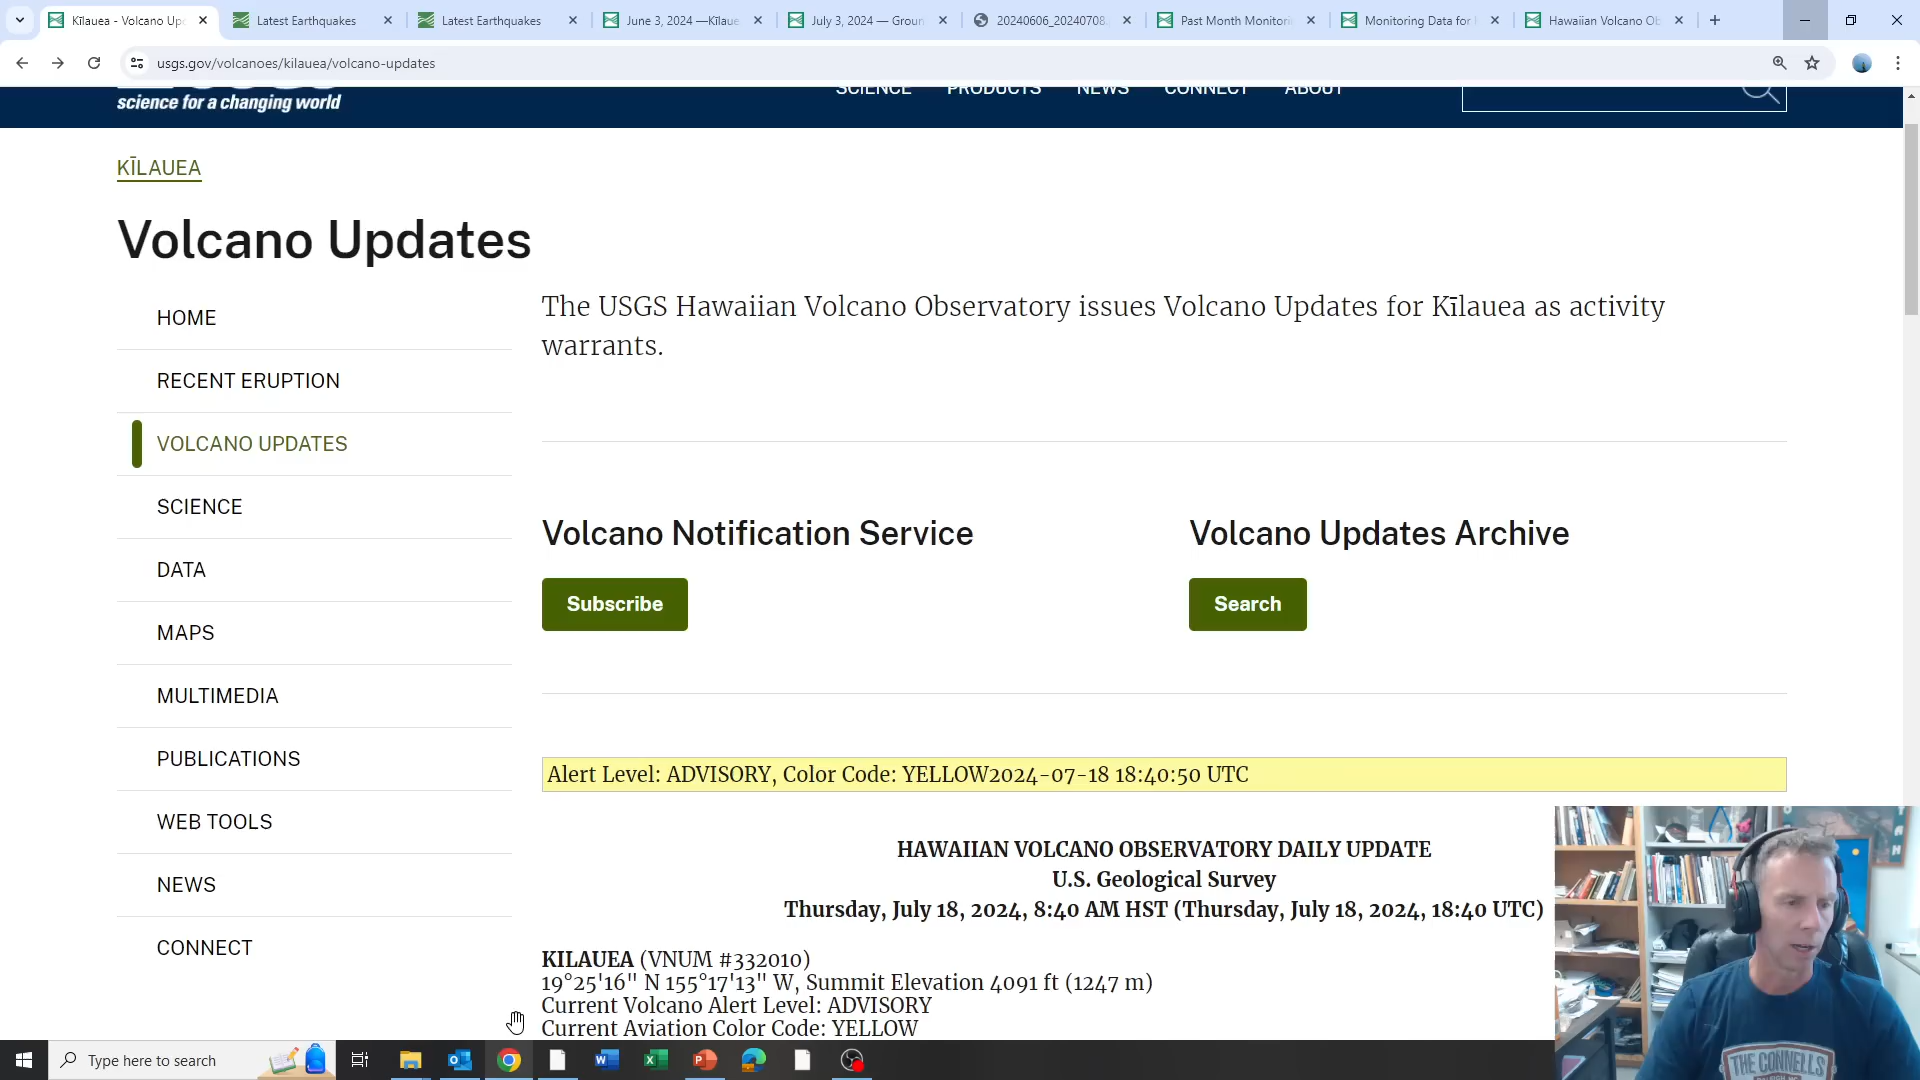 Kīlauea - Volcano Up
Latest Earthquakes
Latest Earthquakes
June 3, 2024 —Kīlaue
July 3, 2024 — Groun
20240606_20240708
Past Month Monitori
Monitoring Data for
Hawaiian Volcano Ob
usgs.gov/volcanoes/kilauea/volcano-updates
science for a changing world
SCIENCE
PRODUCTS
NEWS
CONNECT
ABOUT
KĪLAUEA
Volcano Updates
HOME
RECENT ERUPTION
VOLCANO UPDATES
SCIENCE
DATA
MAPS
MULTIMEDIA
PUBLICATIONS
WEB TOOLS
NEWS
CONNECT
The USGS Hawaiian Volcano Observatory issues Volcano Updates for Kīlauea as activity
warrants.
Volcano Notification Service
Subscribe
Volcano Updates Archive
Search
Alert Level: ADVISORY, Color Code: YELLOW2024-07-18 18:40:50 UTC
HAWAIIAN VOLCANO OBSERVATORY DAILY UPDATE
U.S. Geological Survey
Thursday, July 18, 2024, 8:40 AM HST (Thursday, July 18, 2024, 18:40 UTC)
KILAUEA (VNUM #332010)
19°25'16" N 155°17'13" W, Summit Elevation 4091 ft (1247 m)
Current Volcano Alert Level: ADVISORY
Current Aviation Color Code: YELLOW
Type here to search
THE CONNELLS